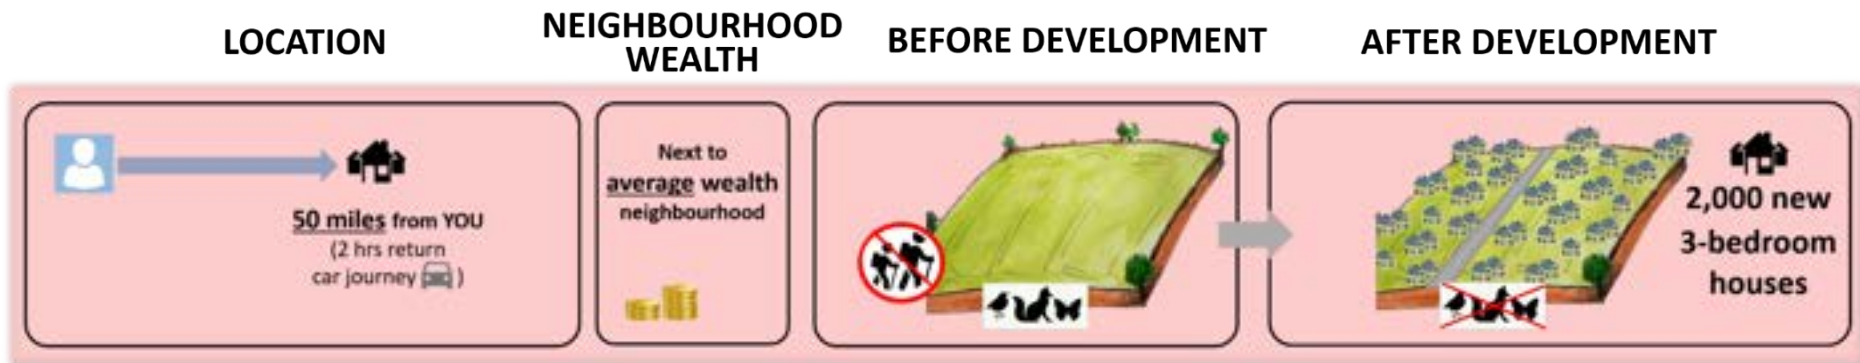 LOCATION
NEIGHBOURHOOD
WEALTH
BEFORE DEVELOPMENT
AFTER DEVELOPMENT
50 miles from YOU
(2 hrs return
car journey )
Next to
average wealth
neighbourhood
2,000 new
3-bedroom
houses